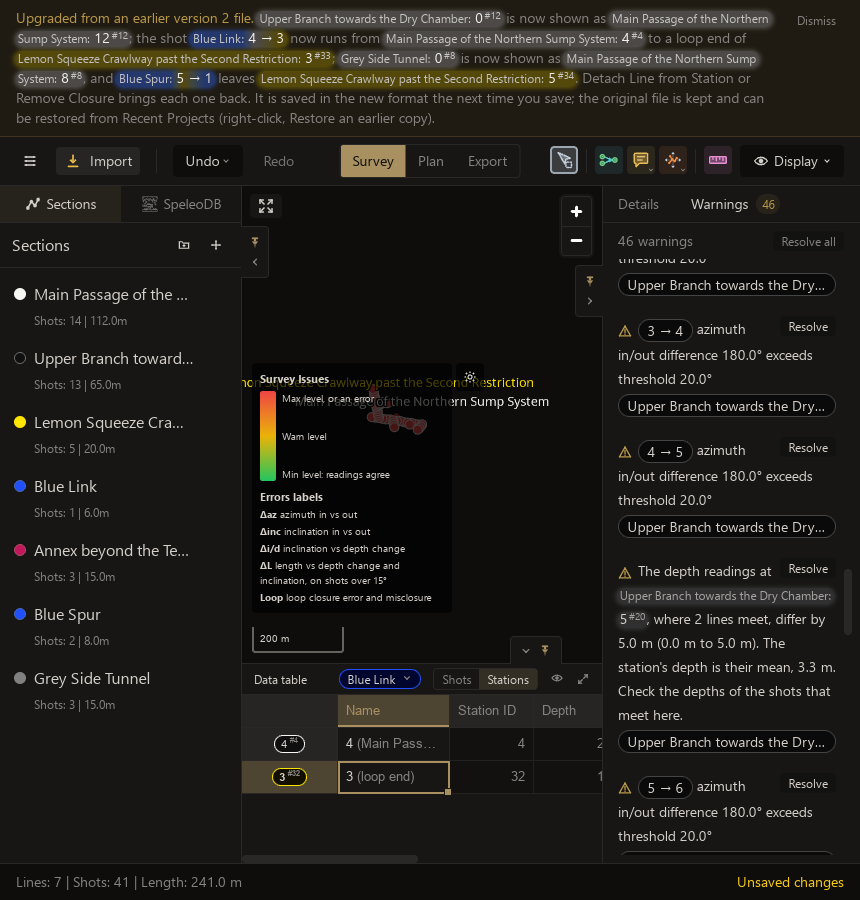 Upgraded from an earlier version 2 file. Upper Branch towards the Dry Chamber: 0 #12 is now shown as Main Passage of the Northern
Sump System: 12 #12; the shot Blue Link: 4 → 3 now runs from Main Passage of the Northern Sump System: 4 #4 to a loop end of
Lemon Squeeze Crawlway past the Second Restriction: 3 #33; Grey Side Tunnel: 0 #8 is now shown as Main Passage of the Northern Sump
System: 8 #8, and Blue Spur: 5 → 1 leaves Lemon Squeeze Crawlway past the Second Restriction: 5 #34. Detach Line from Station or
Remove Closure brings each one back. It is saved in the new format the next time you save; the original file is kept and can
be restored from Recent Projects (right-click, Restore an earlier copy).
Dismiss
Import
Undo
Redo
Survey
Plan
Export
Display
Sections
SpeleoDB
Sections
Main Passage of the ...
Shots: 14 | 112.0m
Upper Branch toward...
Shots: 13 | 65.0m
Lemon Squeeze Cra...
Shots: 5 | 20.0m
Blue Link
Shots: 1 | 6.0m
Annex beyond the Te...
Shots: 3 | 15.0m
Blue Spur
Shots: 2 | 8.0m
Grey Side Tunnel
Shots: 3 | 15.0m
Squeeze Crawlway past the Second Restriction
Main Passage of the Northern Sump System
Survey Issues
Max level, or an error
Warn level
Min level: readings agree
Errors labels
Δaz azimuth in vs out
Δinc inclination in vs out
Δi/d inclination vs depth change
ΔL length vs depth change and
inclination, on shots over 15°
Loop loop closure error and misclosure
200 m
Data table
Blue Link
Shots
Stations
Name
Station ID
Depth
4 #4
4 (Main Pass...
4
2
3 #32
3 (loop end)
32
1
Details
Warnings
46
46 warnings
Resolve all
threshold 20.0°
Upper Branch towards the Dry...
3 → 4 azimuth
Resolve
in/out difference 180.0° exceeds
threshold 20.0°
Upper Branch towards the Dry...
4 → 5 azimuth
Resolve
in/out difference 180.0° exceeds
threshold 20.0°
Upper Branch towards the Dry...
The depth readings at
Resolve
Upper Branch towards the Dry Chamber:
5 #20, where 2 lines meet, differ by
5.0 m (0.0 m to 5.0 m). The
station's depth is their mean, 3.3 m.
Check the depths of the shots that
meet here.
Upper Branch towards the Dry...
5 → 6 azimuth
Resolve
in/out difference 180.0° exceeds
threshold 20.0°
Lines: 7 | Shots: 41 | Length: 241.0 m
Unsaved changes